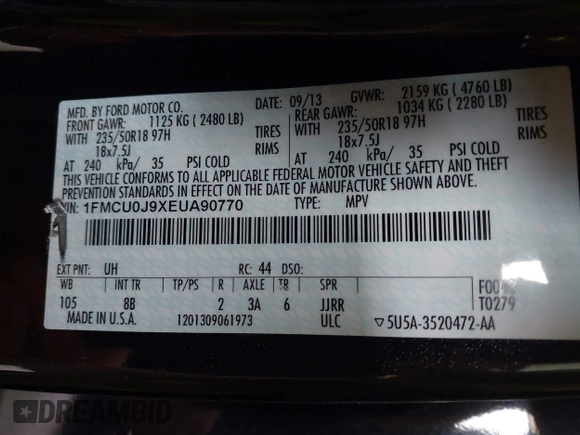 MFD. BY FORD MOTOR CO.
DATE: 09/13 GVWR: 2159 KG ( 4760 LB)
FRONT GAWR: 1125 KG ( 2480 LB) REAR GAWR: 1034 KG ( 2280 LB)
WITH 235/50R18 97H TIRES WITH 235/50R18 97H TIRES
18x7.5J RIMS 18x7.5J RIMS
AT 240 kPa/ 35 PSI COLD AT 240 kPa/ 35 PSI COLD
THIS VEHICLE CONFORMS TO ALL APPLICABLE FEDERAL MOTOR VEHICLE SAFETY AND THEFT
PREVENTION STANDARDS IN EFFECT ON THE DATE OF MANUFACTURE SHOWN ABOVE.
VIN: 1FMCU0J9XEUA90770 TYPE: MPV
EXT PNT: UH RC: 44 DSO:
WB INT TR TP/PS R AXLE TR SPR
105 8B 2 3A 6 JJRR
T0279
MADE IN U.S.A. 1201309061973 ULC ▽5U5A-3520472-AA
DREAMBID